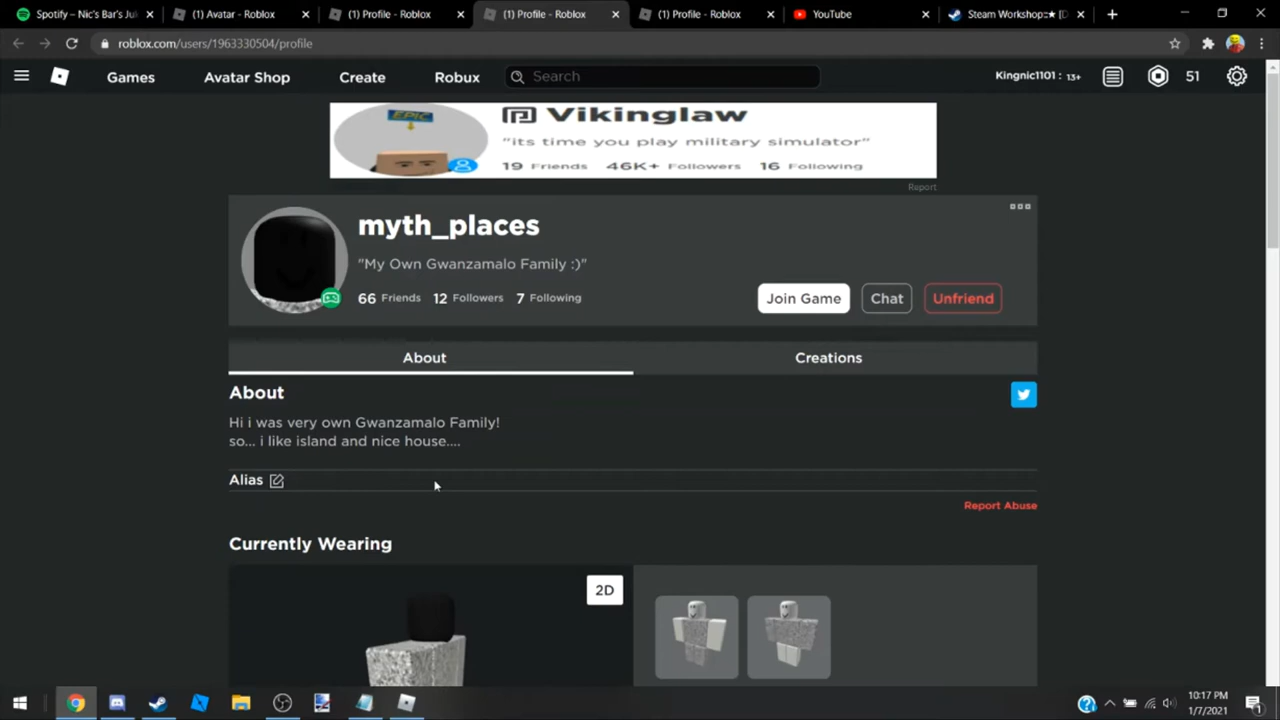 Spotify – Nic's Bar's Ju
(1) Avatar - Roblox
(1) Profile - Roblox
(1) Profile - Roblox
(1) Profile - Roblox
YouTube
Steam Workshop::★ [D
roblox.com/users/1963330504/profile
Games
Avatar Shop
Create
Robux
Search
Kingnic1101 : 13+
51
EPIC
Vikinglaw
"its time you play military simulator"
19 Friends 46K+ Followers 16 Following
Report
myth_places
"My Own Gwanzamalo Family :)"
66 Friends 12 Followers 7 Following
Join Game
Chat
Unfriend
About
Creations
About
Hi i was very own Gwanzamalo Family!
so... i like island and nice house....
Alias
Report Abuse
Currently Wearing
2D
10:17 PM
1/7/2021
1